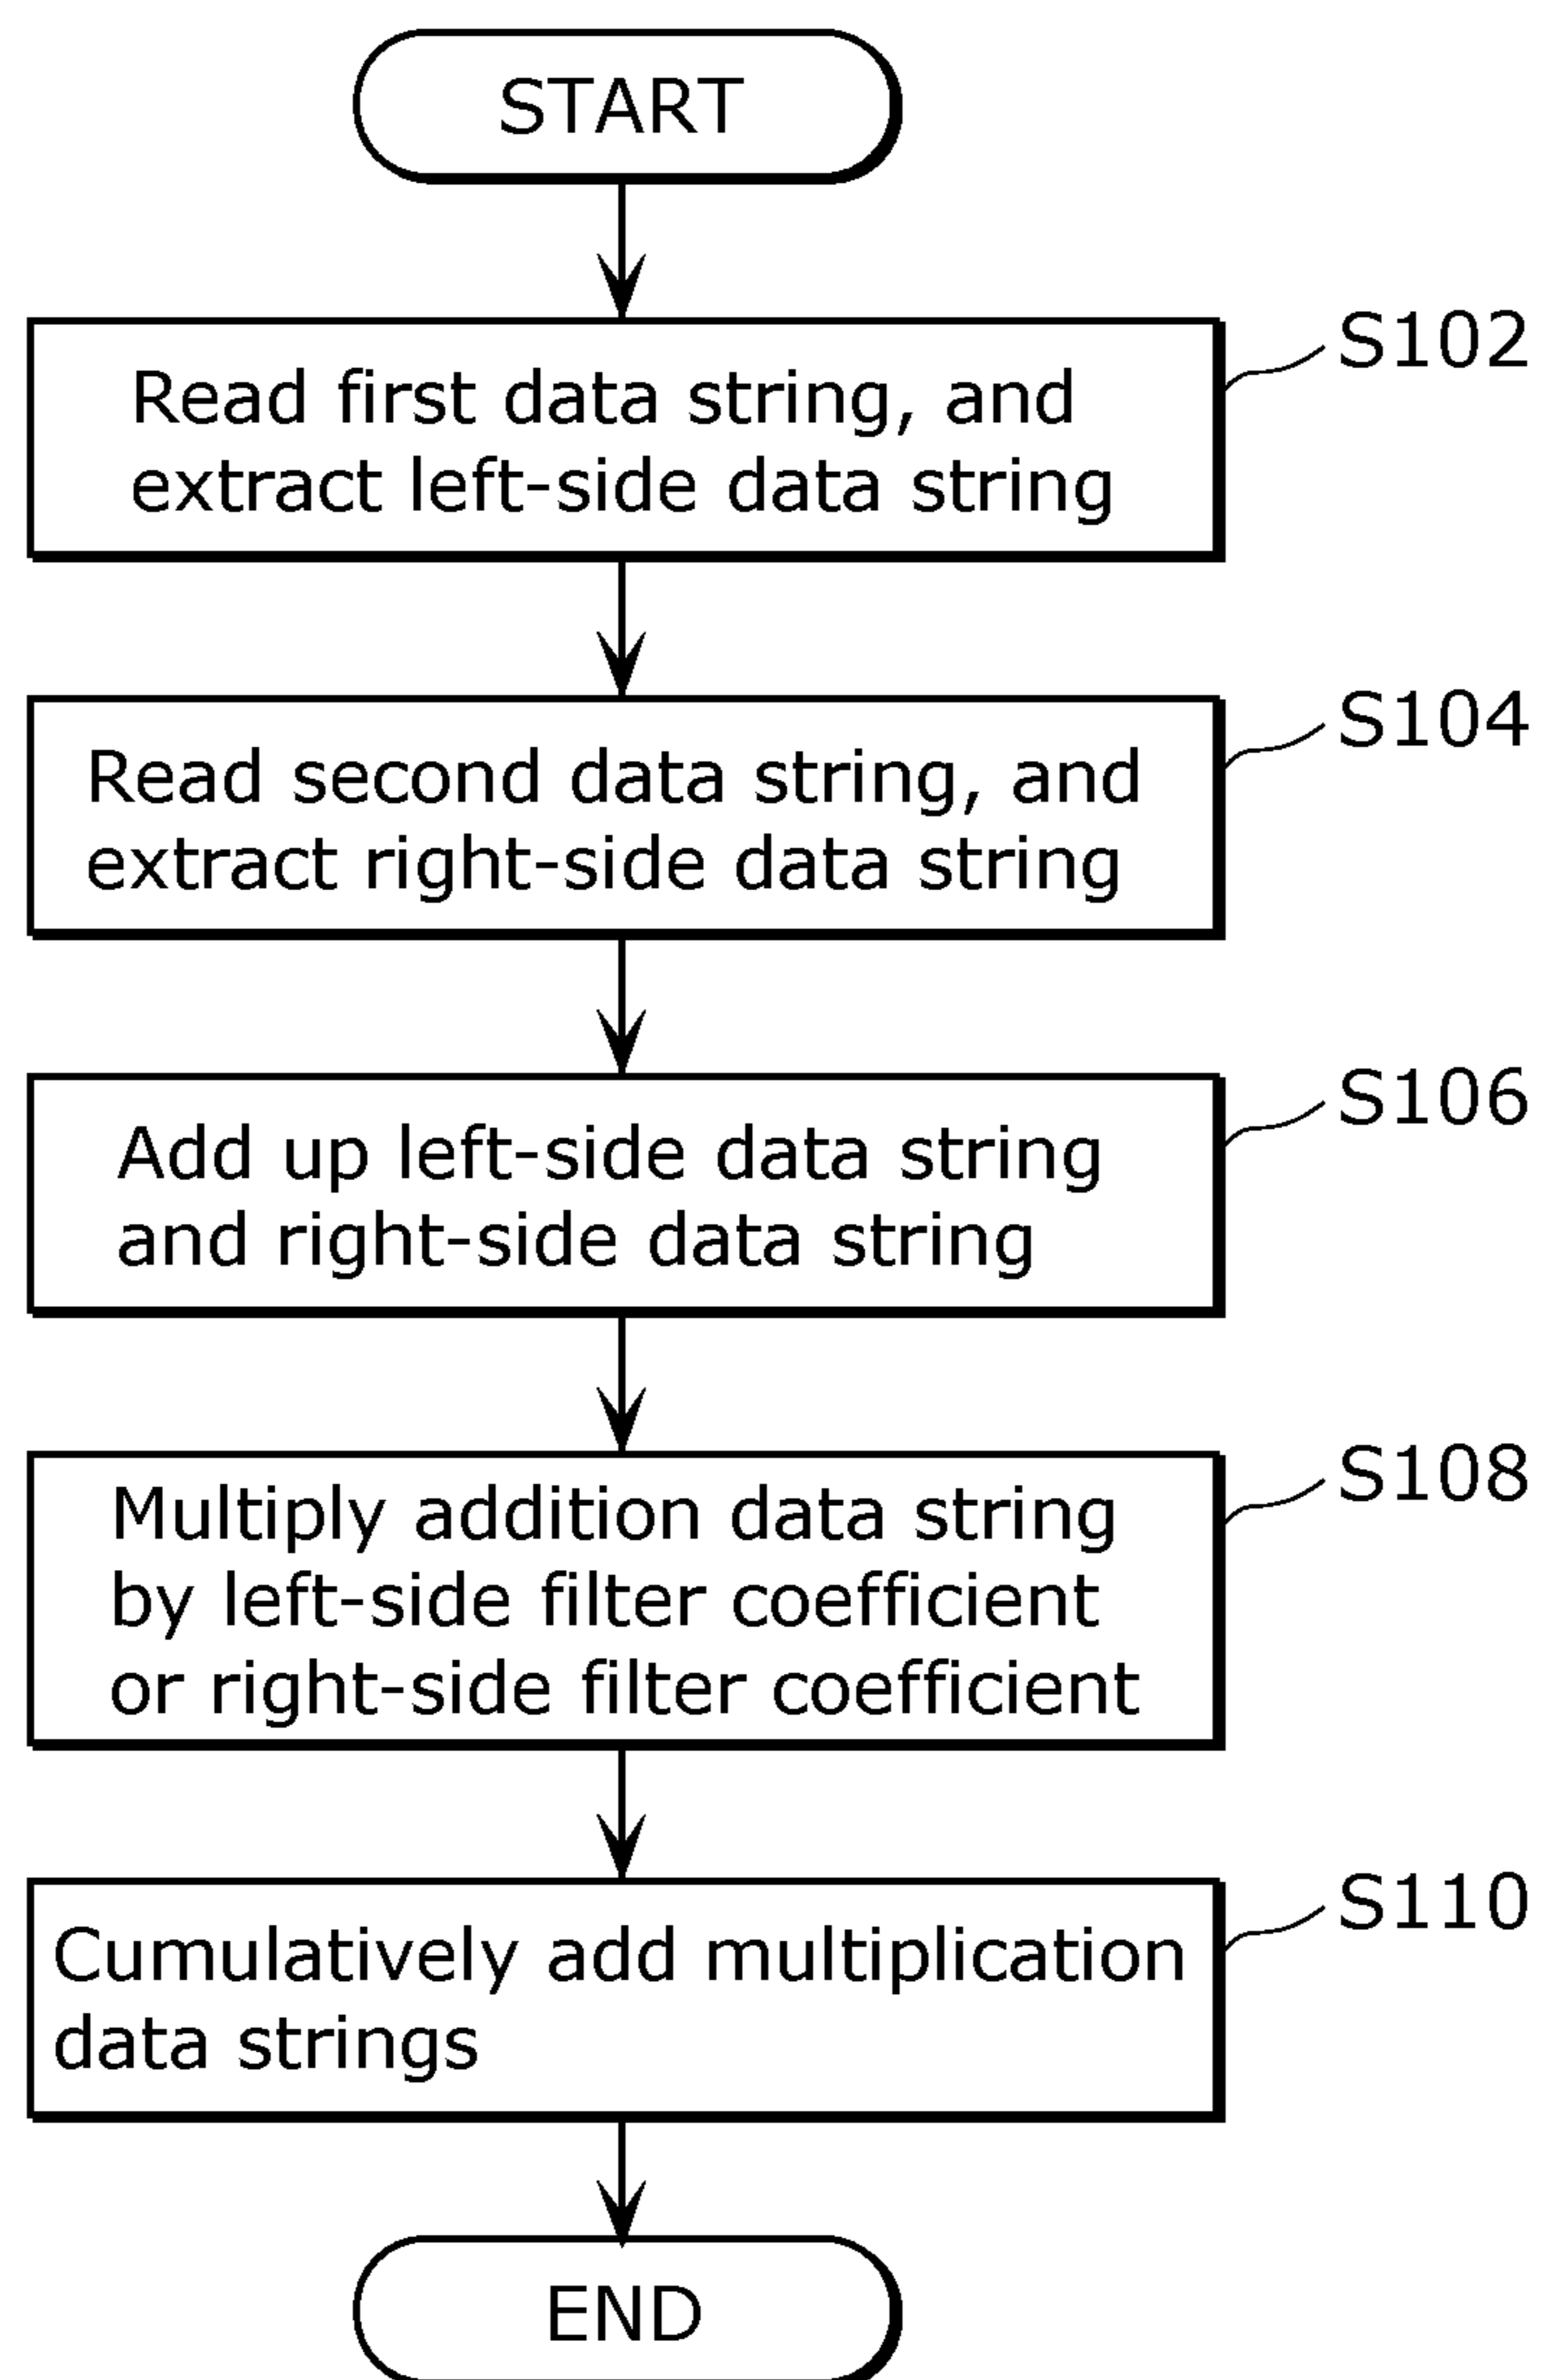 START
S102
Read first data string, and
extract left-side data string
S104
Read second data string, and
extract right-side data string
S106
Add up left-side data string
and right-side data string
S108
Multiply addition data string
by left-side filter coefficient
or right-side filter coefficient
S110
Cumulatively add multiplication
data strings
END